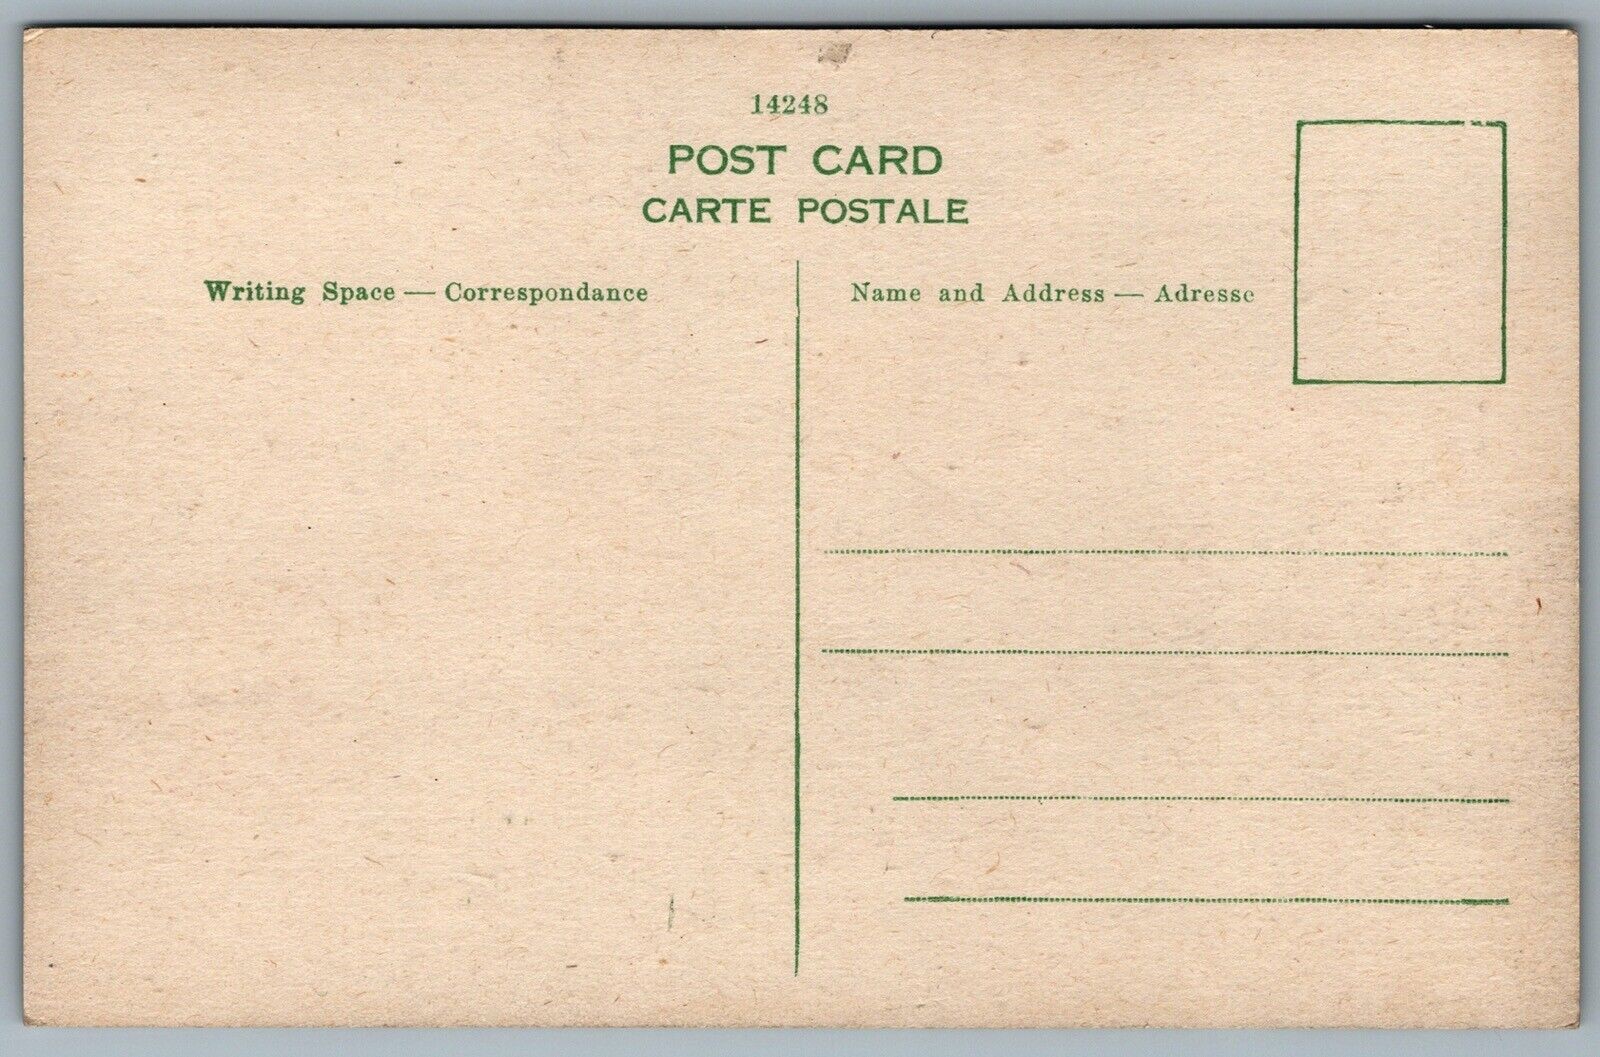 14248
POST CARD
CARTE POSTALE
Writing Space — Correspondance
Name and Address — Adresse